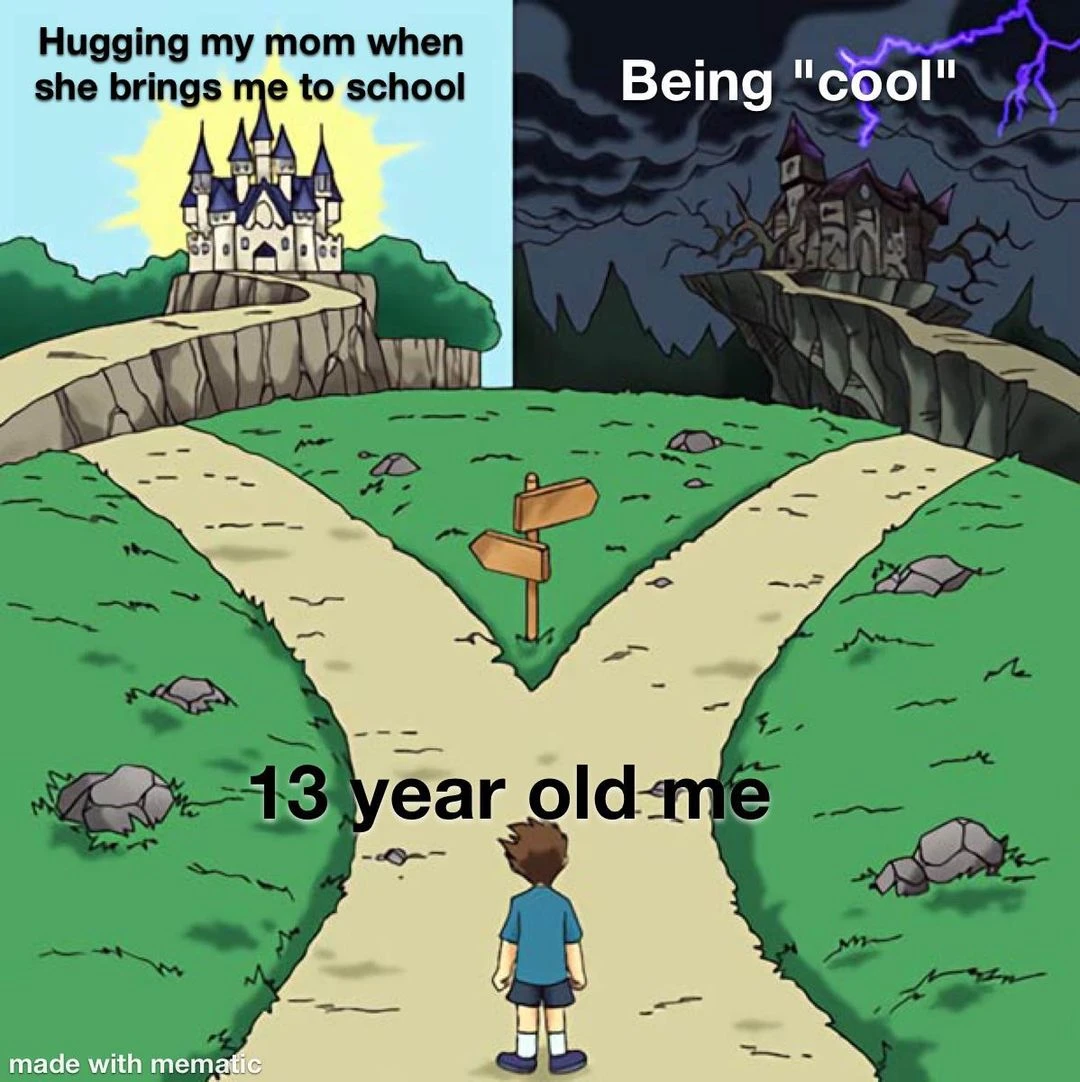 Hugging my mom when
she brings me to school
Being "cool"
13 year old me
made with mematic